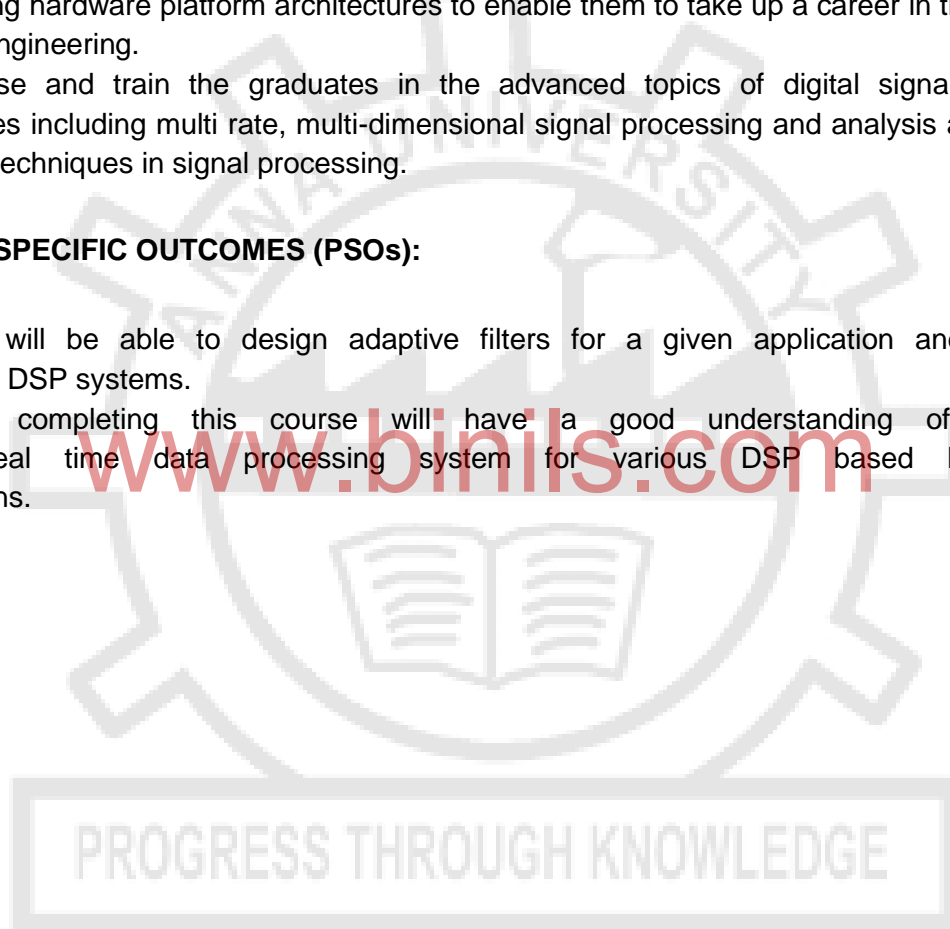 ng hardware platform architectures to enable them to take up a career in t
ngineering.
se and train the graduates in the advanced topics of digital signa
es including multi rate, multi-dimensional signal processing and analysis a
echniques in signal processing.
ANNA UNIVERSITY
SPECIFIC OUTCOMES (PSOs):
will be able to design adaptive filters for a given application and
DSP systems.
completing this course will have a good understanding of
eal time data processing system for various DSP based
ns.
www.binils.com
PROGRESS THROUGH KNOWLEDGE